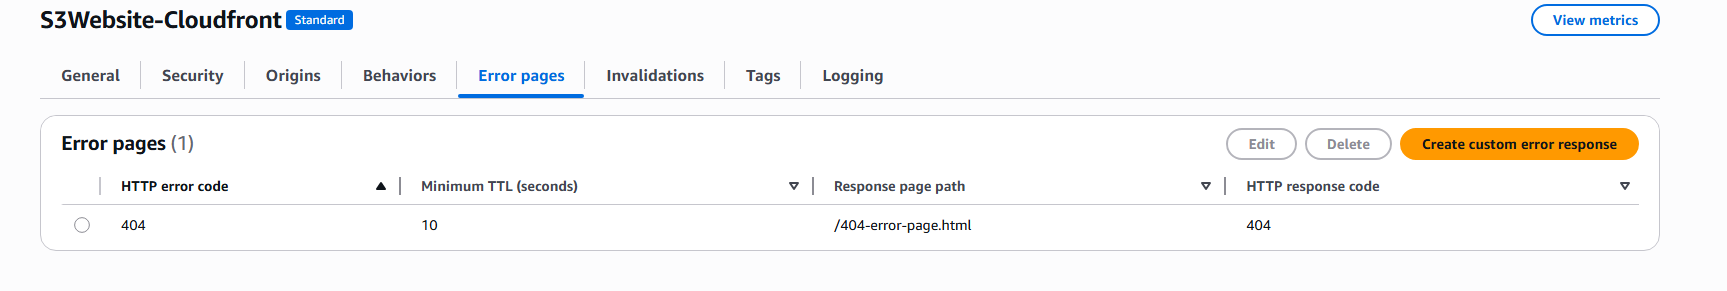 S3Website-Cloudfront Standard View metrics
General Security Origins Behaviors Error pages Invalidations Tags Logging
Error pages (1) Edit Delete Create custom error response
HTTP error code Minimum TTL (seconds) Response page path HTTP response code
404 10 /404-error-page.html 404